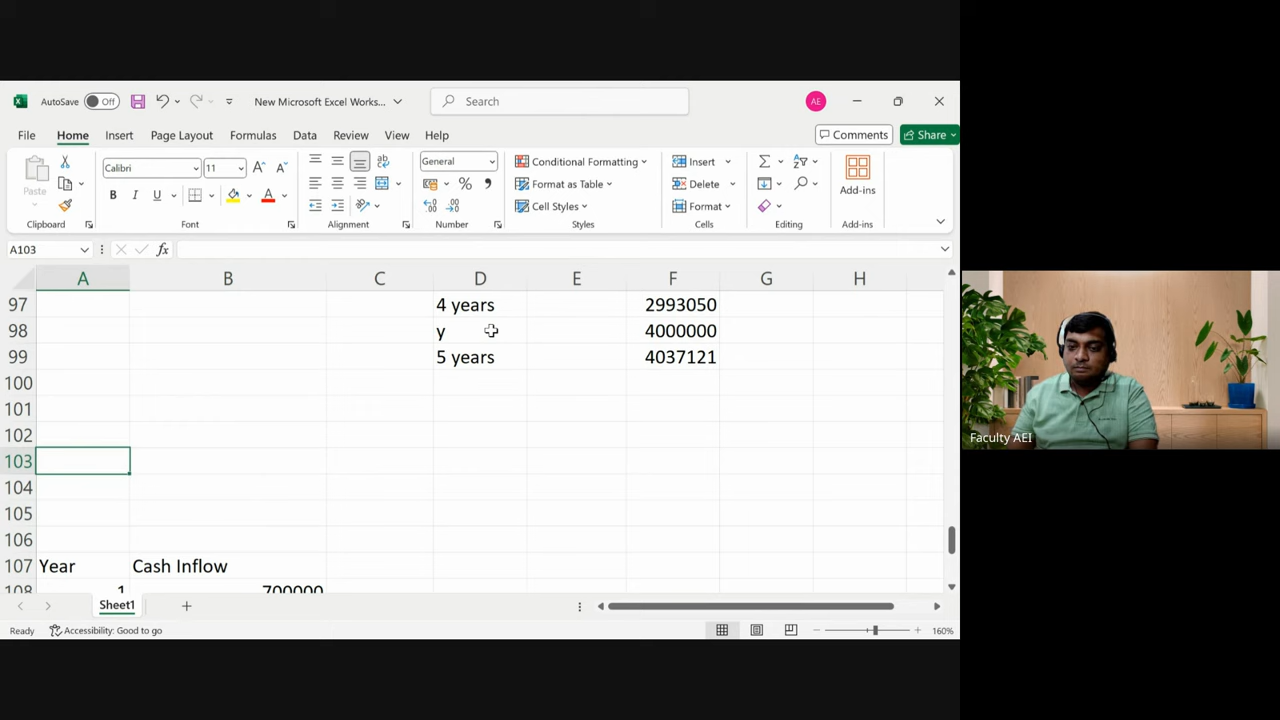 AutoSave Off New Microsoft Excel Works... Search AE
File Home Insert Page Layout Formulas Data Review View Help Comments Share
Paste Calibri 11 A A General Conditional Formatting Insert Add-ins
B I U A % Format as Table Delete
Cell Styles Format
Clipboard Font Alignment Number Styles Cells Editing Add-ins
A103 fx
A B C D E F G H
97 4 years 2993050
98 y 4000000
99 5 years 4037121
100
101
102
103
104
105
106
107 Year Cash Inflow
108 1 700000
Sheet1
Ready Accessibility: Good to go 160%
Faculty AEI